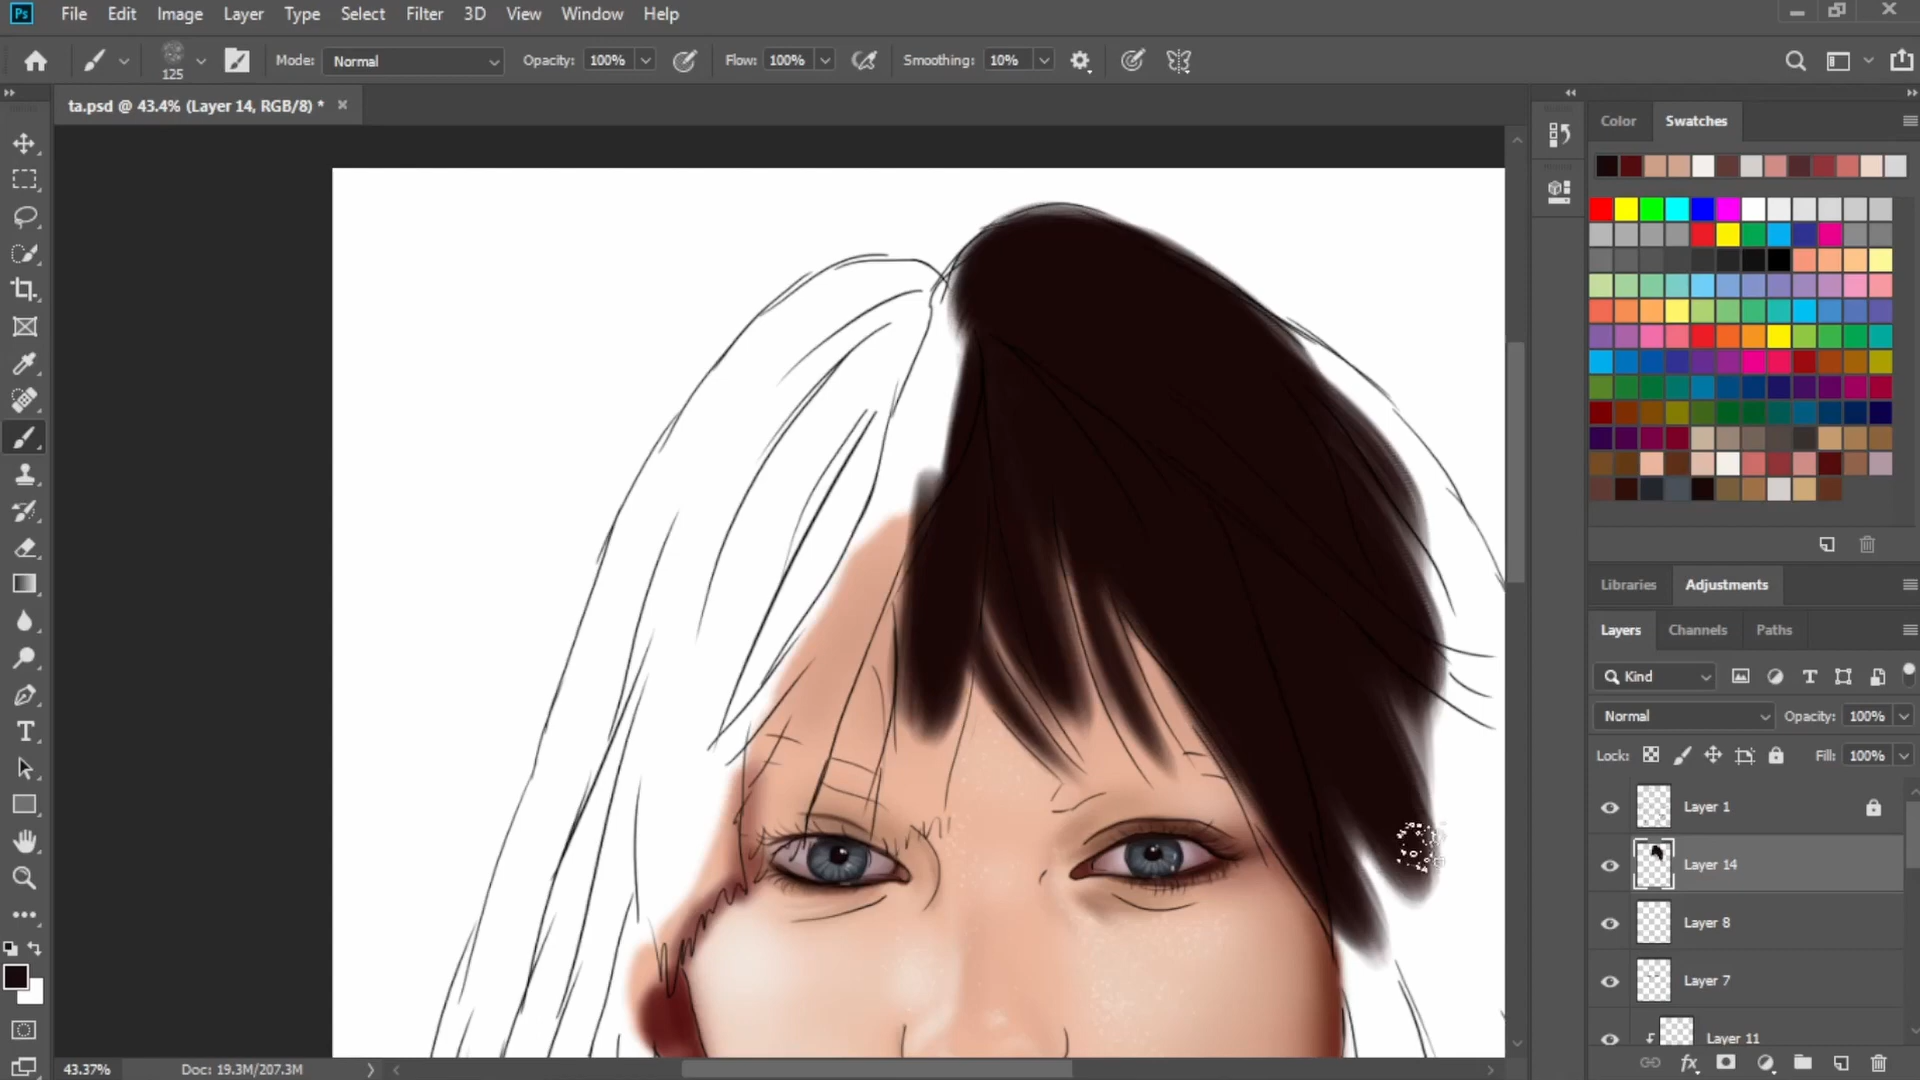 Ps File Edit Image Layer Type Select Filter 3D View Window Help
125 Mode: Normal Opacity: 100% Flow: 100% Smoothing: 10%
ta.psd @ 43.4% (Layer 14, RGB/8) *
Color Swatches
Libraries Adjustments
Layers Channels Paths
Kind
Normal Opacity: 100%
Lock: Fill: 100%
Layer 1
Layer 14
Layer 8
Layer 7
Layer 11
43.37% Doc: 19.3M/207.3M